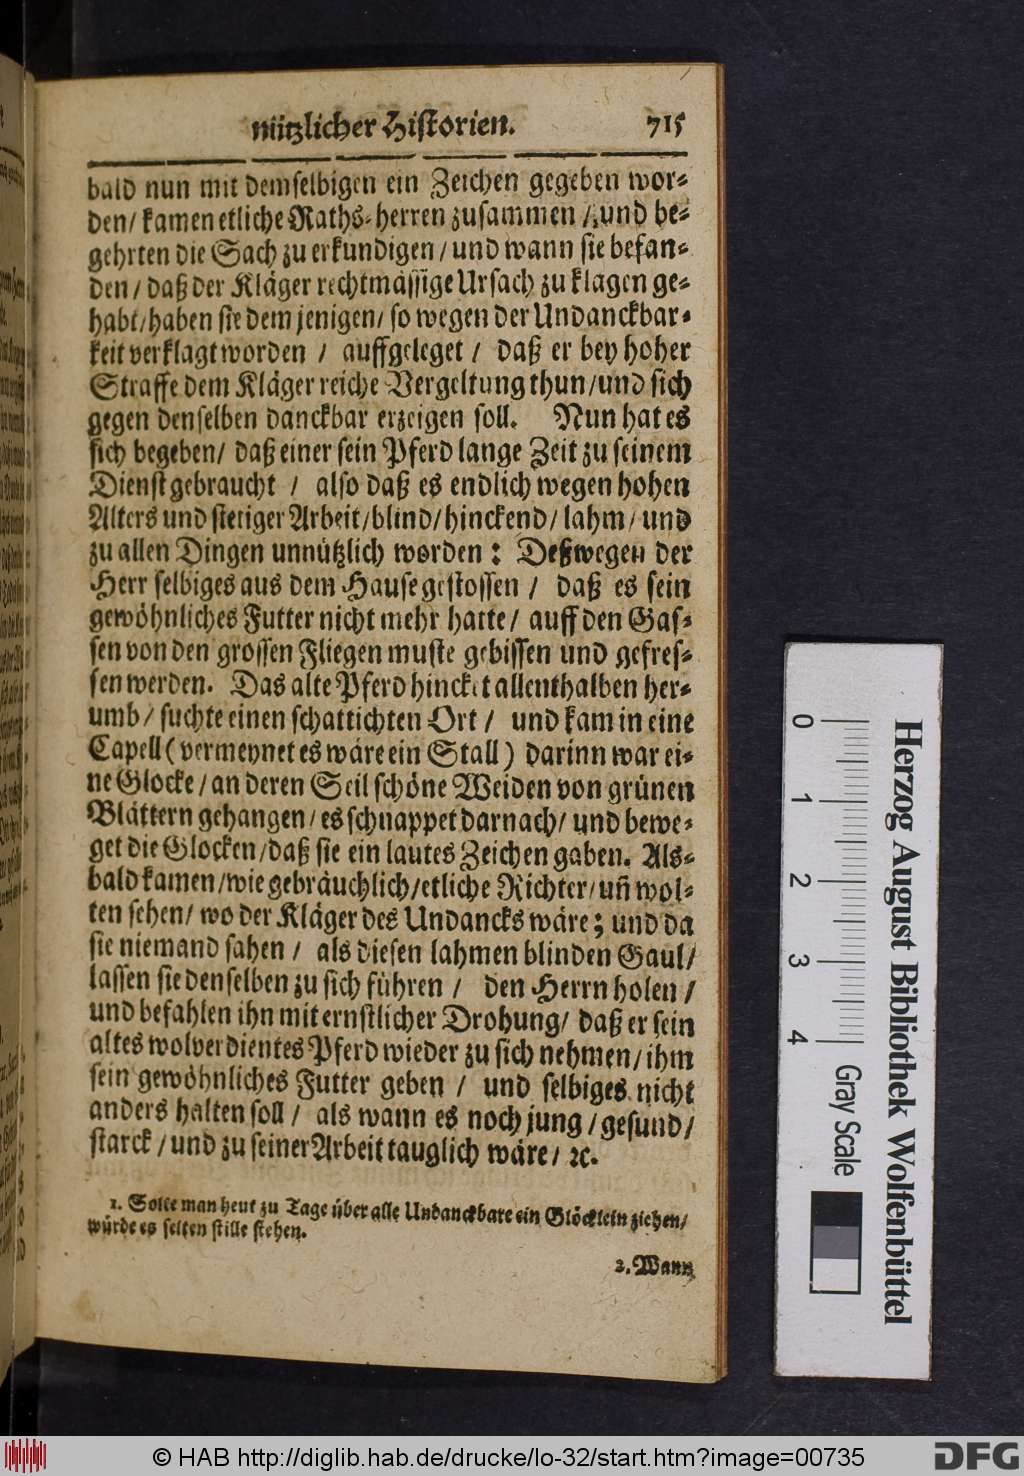 nützlicher Historien. 715
bald nun mit demselbigen ein Zeichen gegeben wor-
den/ kamen etliche Raths-herren zusammen / und be-
gehrten die Sach zu erkundigen / und wann sie befan-
den / daß der Kläger rechtmässige Ursach zu klagen ge-
habt / haben sie dem jenigen / so wegen der Undanckbar-
keit verklagt worden / auffgeleget / daß er bey hoher
Straffe dem Kläger reiche Vergeltung thun / und sich
gegen denselben danckbar erzeigen soll. Nun hat es
sich begeben / daß einer sein Pferd lange Zeit zu seinem
Dienst gebraucht / also daß es endlich wegen hohen
Alters und stetiger Arbeit / blind / hinckend / lahm / und
zu allen Dingen unnützlich worden : Deßwegen der
Herr selbiges aus dem Hause gestossen / daß es sein
gewöhnliches Futter nicht mehr hatte / auff den Gas-
sen von den grossen Fliegen muste gebissen und gefres-
sen werden. Das alte Pferd hincket allenthalben her-
umb / suchte einen schattichten Ort / und kam in eine
Capell ( vermeynet es wäre ein Stall ) darinn war ei-
ne Glocke / an deren Seil schöne Weiden von grünen
Blättern gehangen / es schnappet darnach / und bewe-
get die Glocken / daß sie ein lautes Zeichen gaben. Als-
bald kamen / wie gebräuchlich / etliche Richter / uñ wol-
ten sehen / wo der Kläger des Undancks wäre ; und da
sie niemand sahen / als diesen lahmen blinden Gaul /
lassen sie denselben zu sich führen / den Herrn holen /
und befahlen ihn mit ernstlicher Drohung / daß er sein
altes wolverdientes Pferd wieder zu sich nehmen / ihm
sein gewöhnliches Futter geben / und selbiges nicht
anders halten soll / als wann es noch jung / gesund /
starck / und zu seiner Arbeit tauglich wäre / ꝛc.
1. Solte man heut zu Tage über alle Undanckbare ein Glöcklein ziehen /
würde es selten stille stehen.
2. Wann
0 1 2 3 4 Gray Scale
Herzog August Bibliothek Wolfenbüttel
© HAB http://diglib.hab.de/drucke/lo-32/start.htm?image=00735
DFG